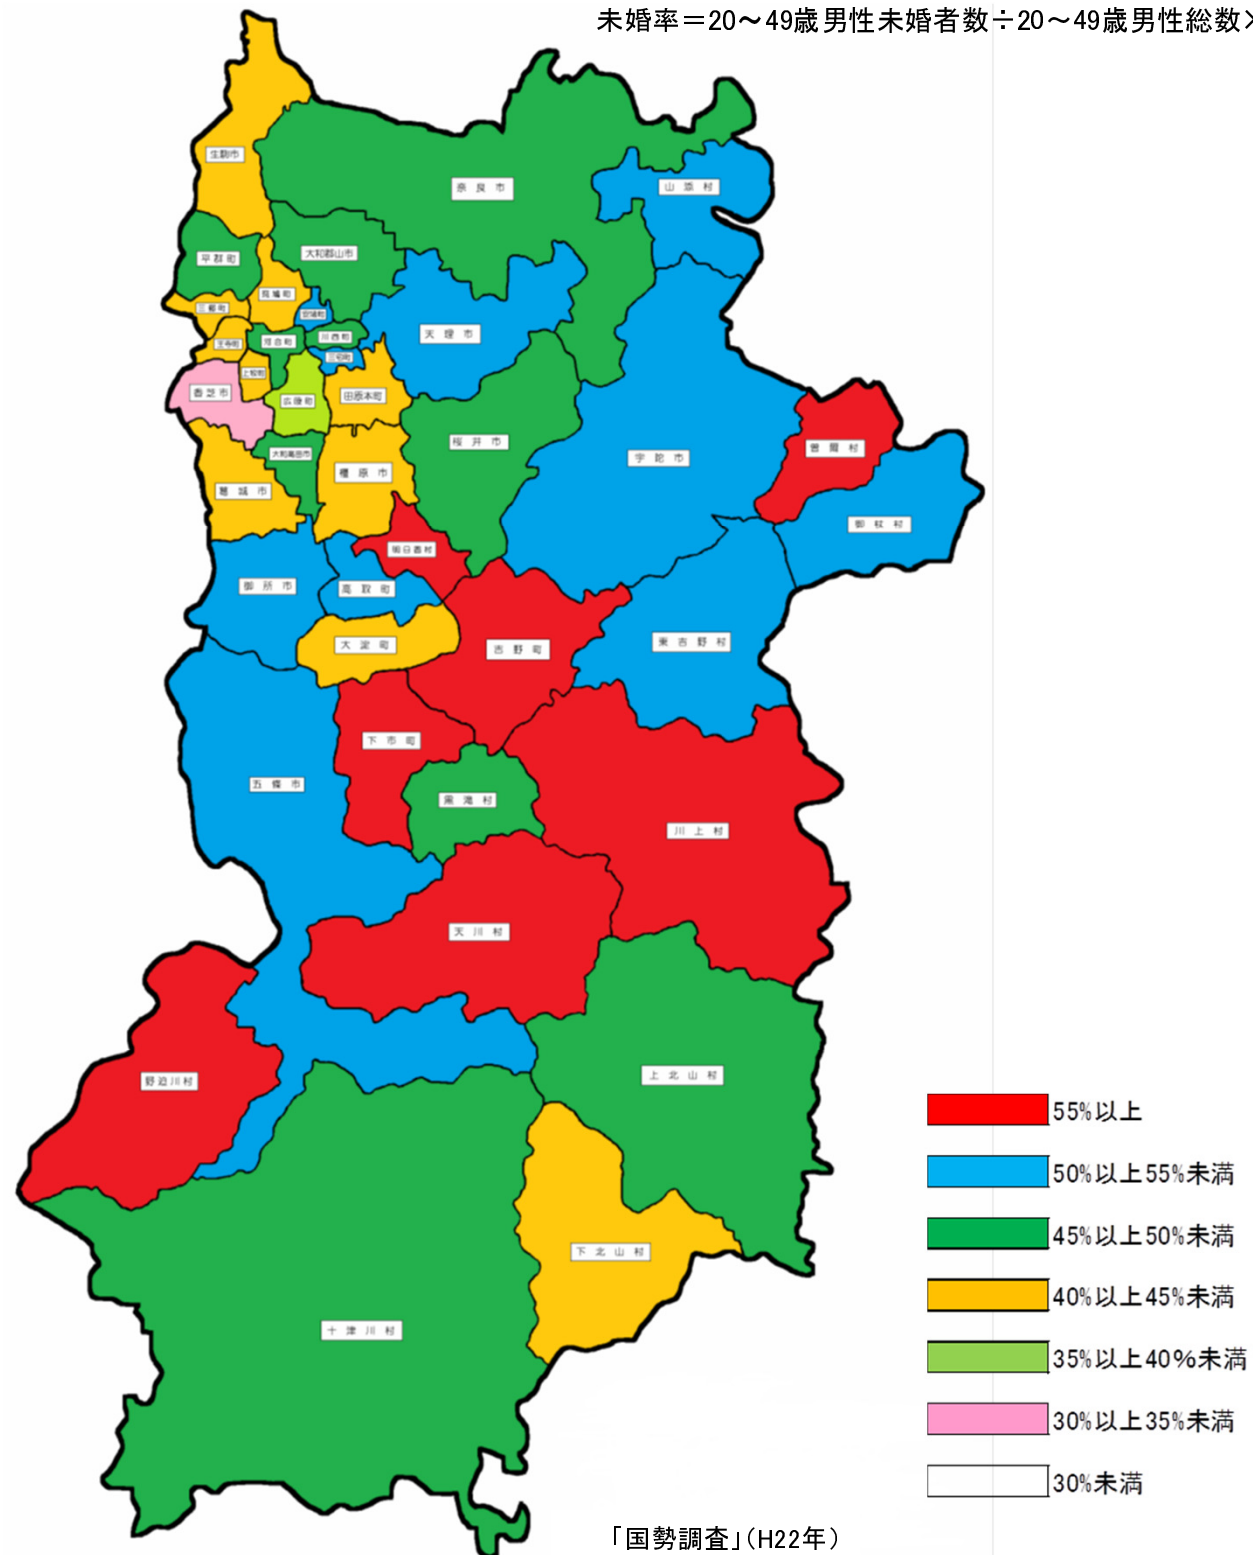 未婚率＝20～49歳男性未婚者数÷20～49歳男性総数×
生駒市
奈良市
山添村
平群町
大和郡山市
斑鳩町
三郷町
安堵町
天理市
王寺町
河合町
川西町
三宅町
上牧町
香芝市
広陵町
田原本町
桜井市
曽爾村
大和高田市
宇陀市
橿原市
葛城市
御杖村
明日香村
御所市
高取町
大淀町
吉野町
東吉野村
下市町
五條市
黒滝村
川上村
天川村
野迫川村
上北山村
下北山村
十津川村
55%以上
50%以上55%未満
45%以上50%未満
40%以上45%未満
35%以上40%未満
30%以上35%未満
30%未満
「国勢調査」（H22年）